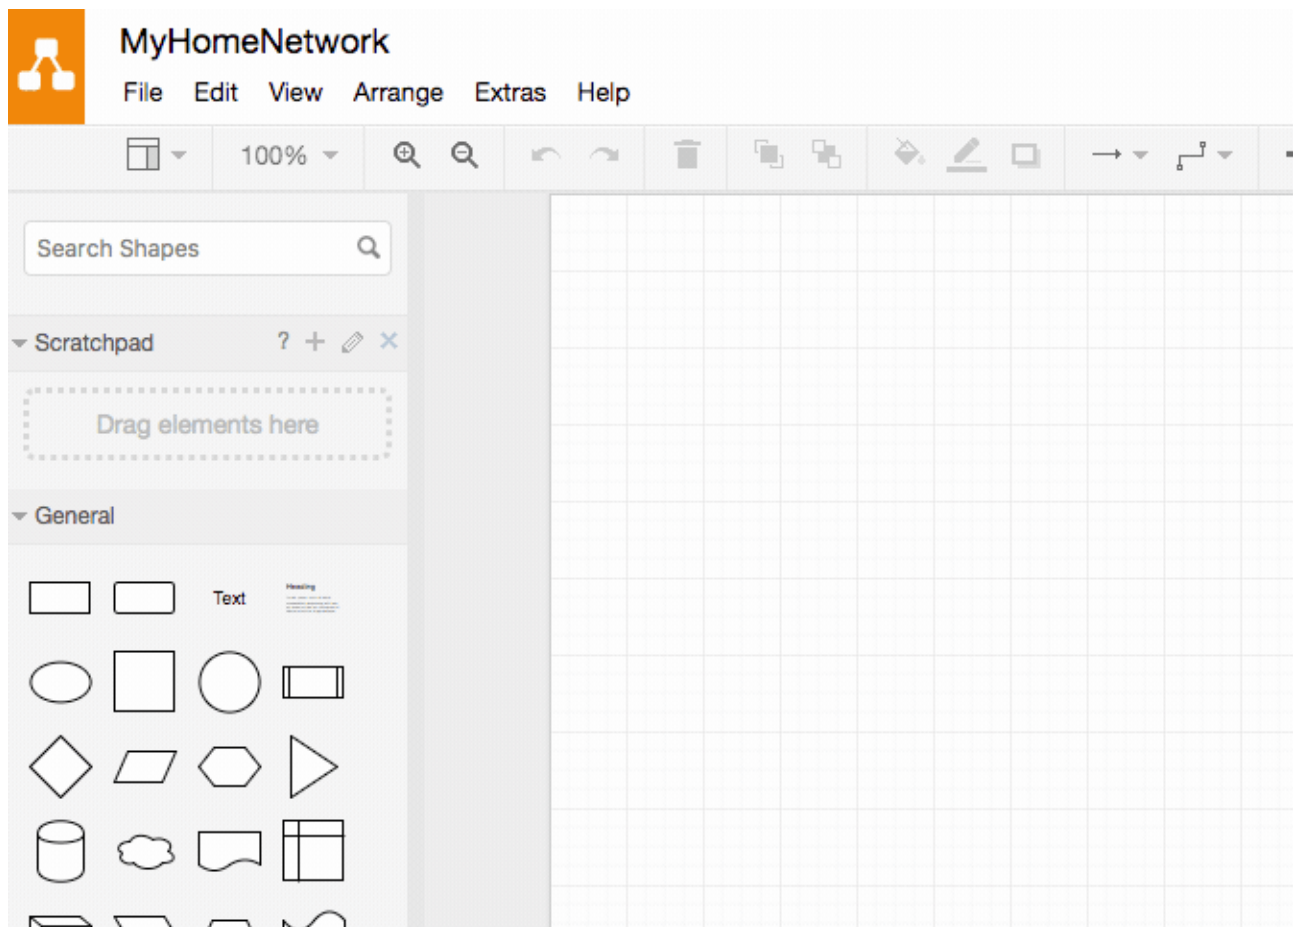 MyHomeNetwork
File Edit View Arrange Extras Help
100%
Search Shapes
Scratchpad ?
Drag elements here
General
Text
Heading